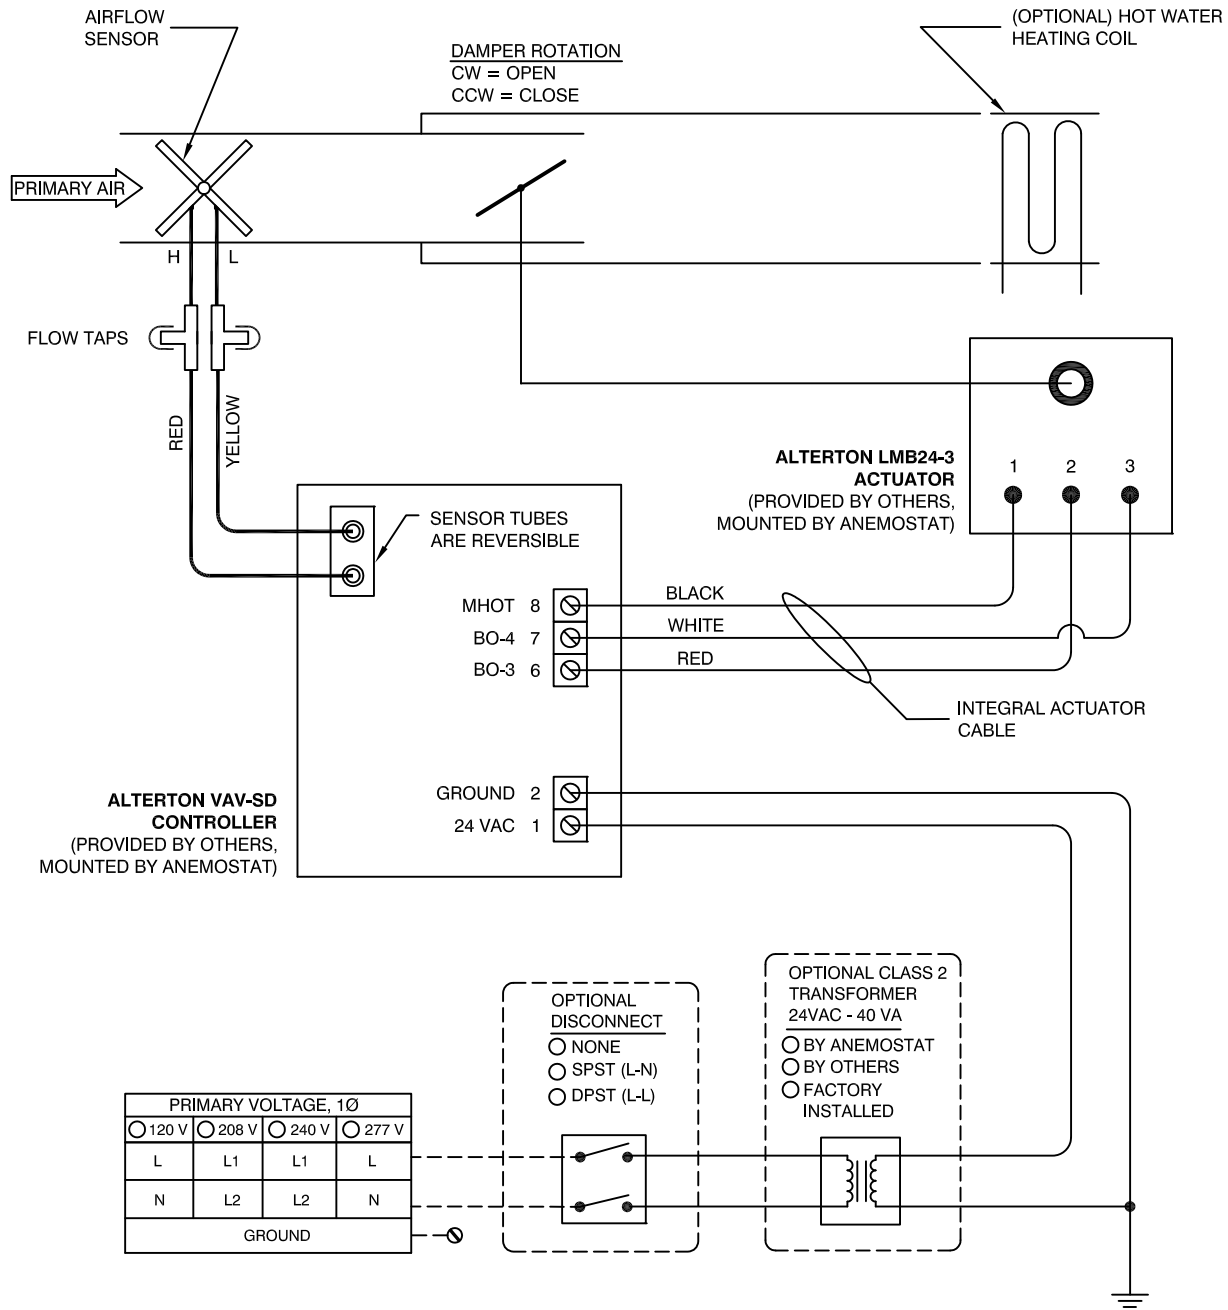 AIRFLOW
SENSOR
(OPTIONAL) HOT WATER
HEATING COIL
DAMPER ROTATION
CW = OPEN
CCW = CLOSE
PRIMARY AIR
H
L
FLOW TAPS
RED
YELLOW
ALTERTON LMB24-3
ACTUATOR
(PROVIDED BY OTHERS,
MOUNTED BY ANEMOSTAT)
1 2 3
SENSOR TUBES
ARE REVERSIBLE
MHOT 8
BO-4 7
BO-3 6
BLACK
WHITE
RED
INTEGRAL ACTUATOR
CABLE
ALTERTON VAV-SD
CONTROLLER
(PROVIDED BY OTHERS,
MOUNTED BY ANEMOSTAT)
GROUND 2
24 VAC 1
OPTIONAL
DISCONNECT
NONE
SPST (L-N)
DPST (L-L)
OPTIONAL CLASS 2
TRANSFORMER
24VAC - 40 VA
BY ANEMOSTAT
BY OTHERS
FACTORY
INSTALLED
PRIMARY VOLTAGE, 1Ø
120 V 208 V 240 V 277 V
L L1 L1 L
N L2 L2 N
GROUND